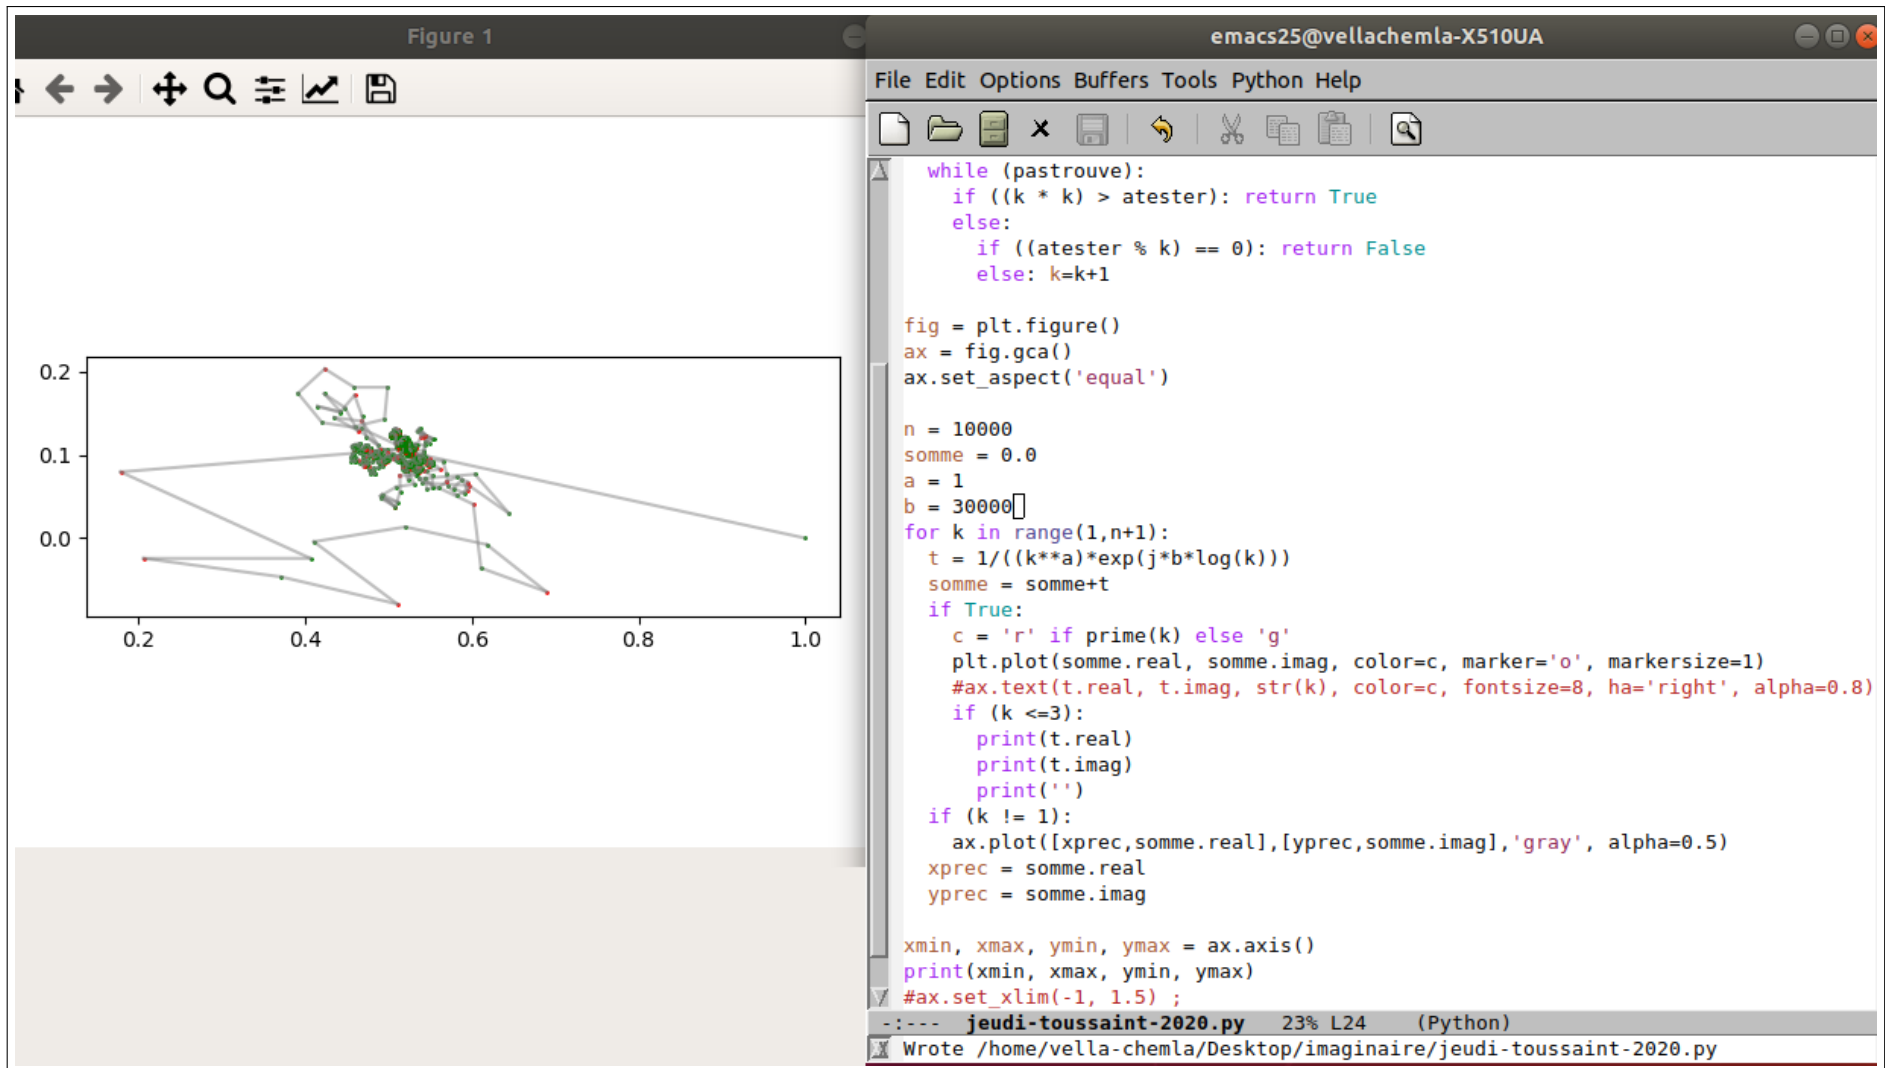 Figure 1
0.2
0.1
0.0
0.2 0.4 0.6 0.8 1.0
emacs25@vellachemla-X510UA
File Edit Options Buffers Tools Python Help
while (pastrouve):
if ((k * k) > atester): return True
else:
if ((atester % k) == 0): return False
else: k=k+1
fig = plt.figure()
ax = fig.gca()
ax.set_aspect('equal')
n = 10000
somme = 0.0
a = 1
b = 30000
for k in range(1,n+1):
t = 1/((k**a)*exp(j*b*log(k)))
somme = somme+t
if True:
c = 'r' if prime(k) else 'g'
plt.plot(somme.real, somme.imag, color=c, marker='o', markersize=1)
#ax.text(t.real, t.imag, str(k), color=c, fontsize=8, ha='right', alpha=0.8)
if (k <=3):
print(t.real)
print(t.imag)
print('')
if (k != 1):
ax.plot([xprec,somme.real],[yprec,somme.imag],'gray', alpha=0.5)
xprec = somme.real
yprec = somme.imag
xmin, xmax, ymin, ymax = ax.axis()
print(xmin, xmax, ymin, ymax)
#ax.set_xlim(-1, 1.5) ;
-:--- jeudi-toussaint-2020.py 23% L24 (Python)
Wrote /home/vella-chemla/Desktop/imaginaire/jeudi-toussaint-2020.py